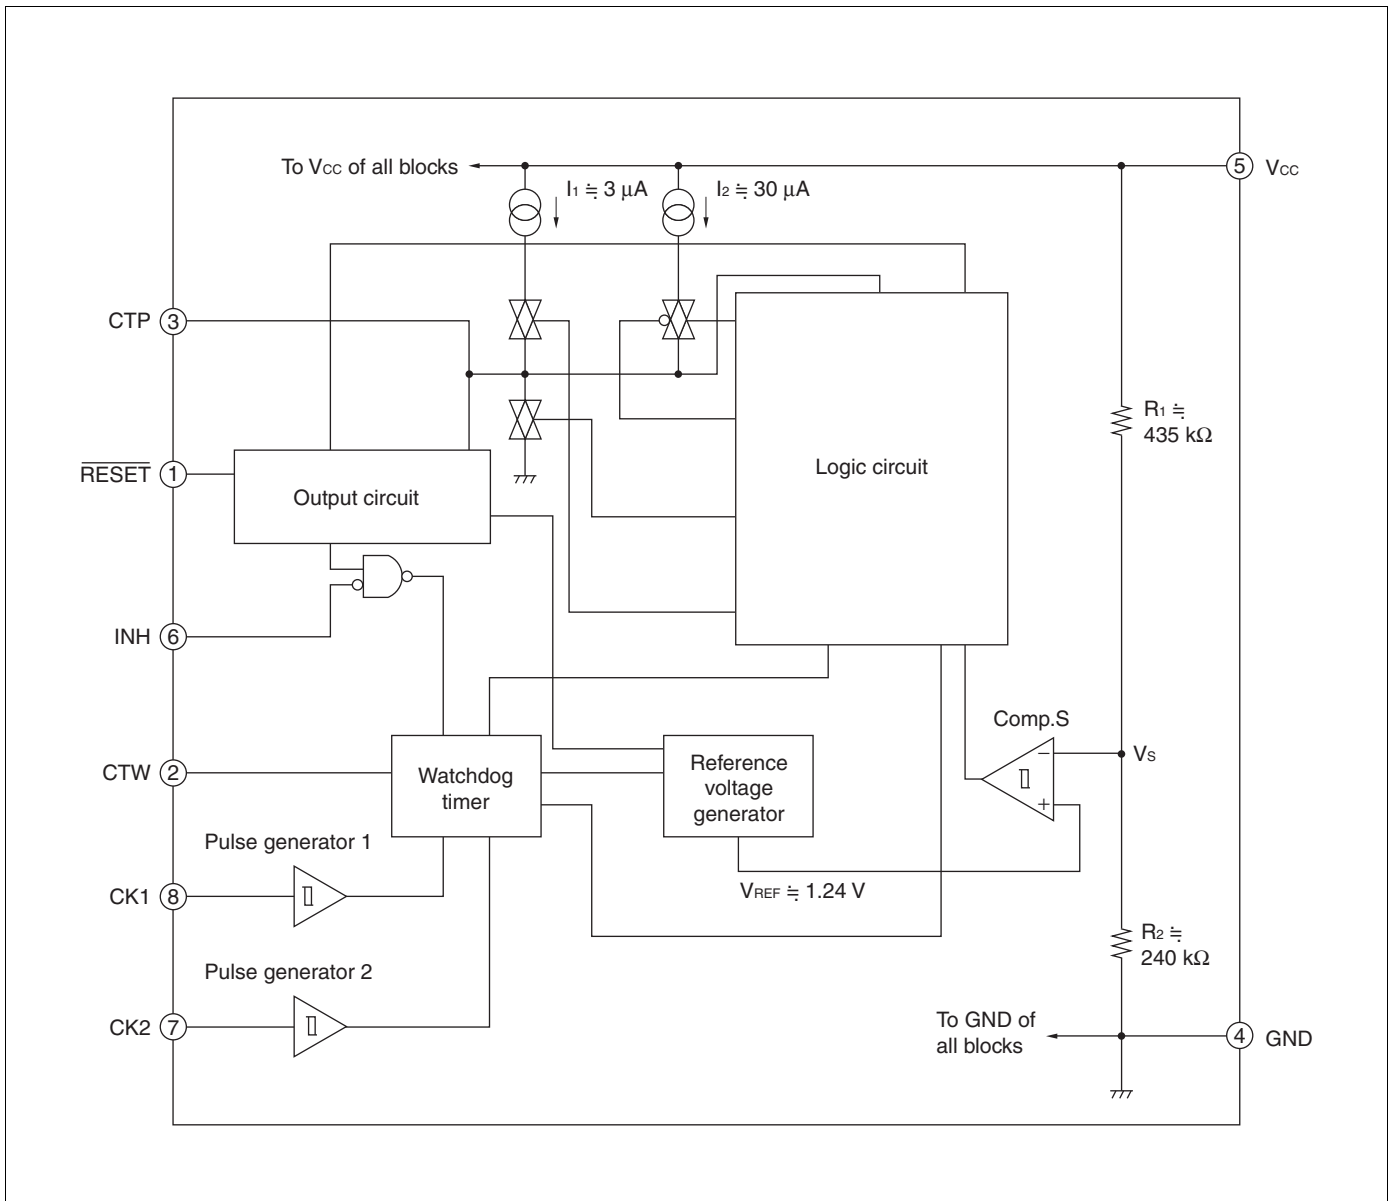 To VCC of all blocks
5
VCC
I1 ≒ 3 μA
I2 ≒ 30 μA
CTP
3
R1 ≒
435 kΩ
RESET
1
Output circuit
Logic circuit
INH
6
Comp.S
−
VS
CTW
2
Watchdog
timer
Reference
voltage
generator
+
Pulse generator 1
VREF ≒ 1.24 V
CK1
8
R2 ≒
240 kΩ
Pulse generator 2
CK2
7
To GND of
all blocks
4
GND